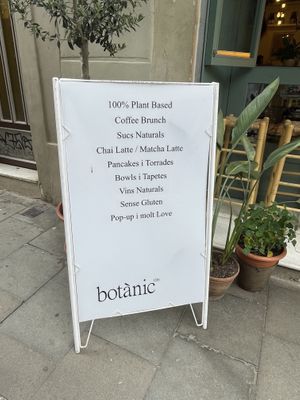 100% Plant Based
Coffee Brunch
Sucs Naturals
Chai Latte / Matcha Latte
Pancakes i Torrades
Bowls i Tapetes
Vins Naturals
Sense Gluten
Pop-up i molt Love
botànic